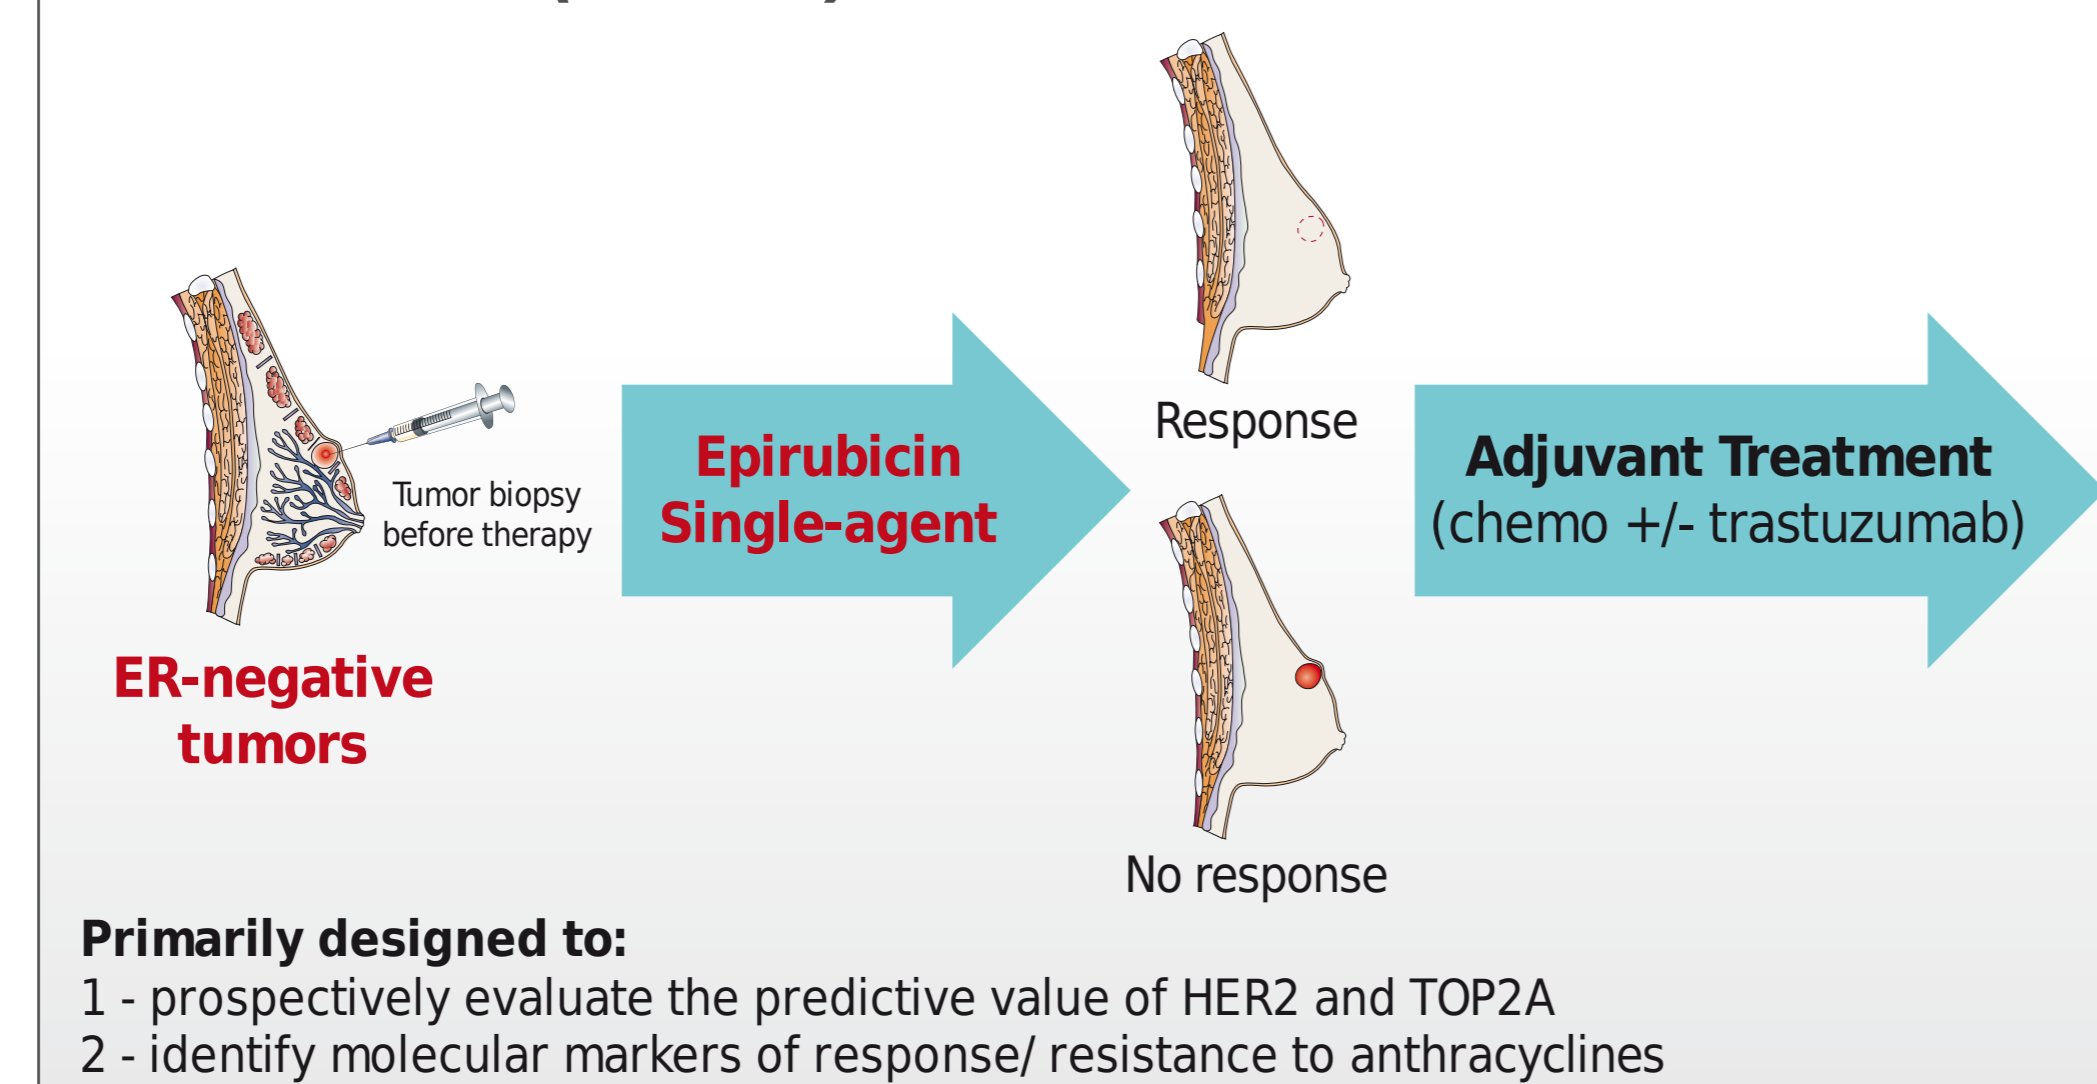 Tumor biopsy
before therapy
ER-negative
tumors
Epirubicin
Single-agent
Response
No response
Adjuvant Treatment
(chemo +/- trastuzumab)
Primarily designed to:
1 - prospectively evaluate the predictive value of HER2 and TOP2A
2 - identify molecular markers of response/ resistance to anthracyclines